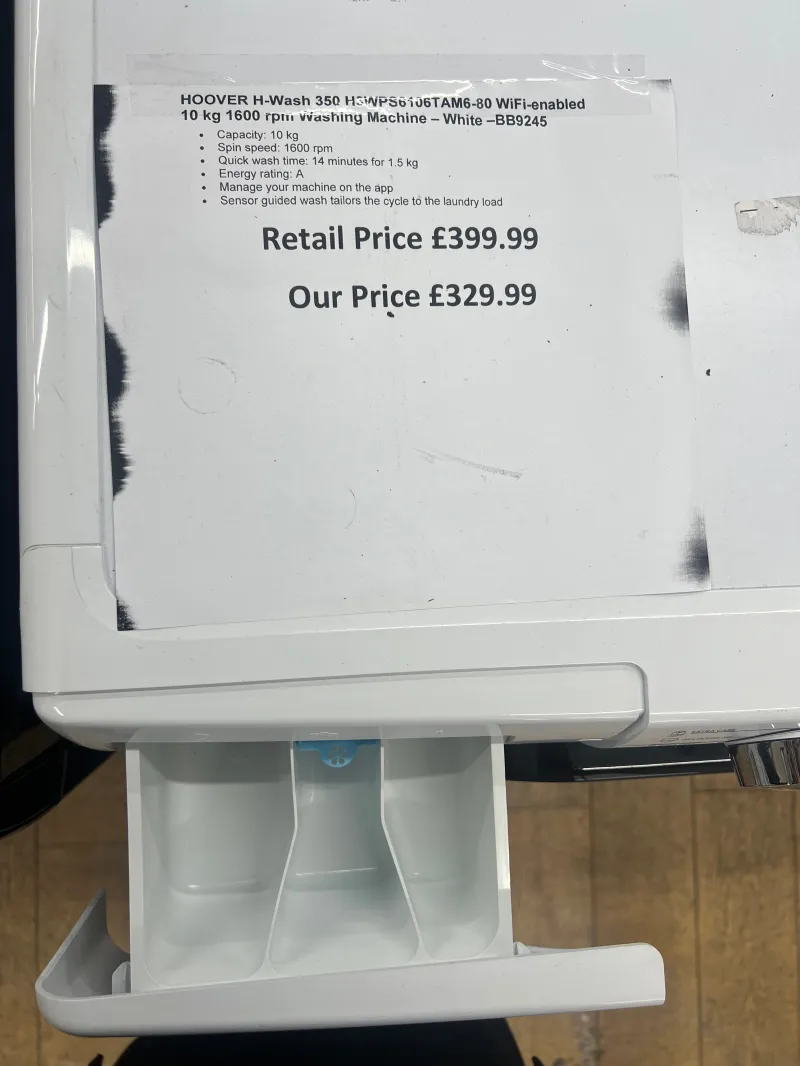 HOOVER H-Wash 350 H3WPS6106TAM6-80 WiFi-enabled
10 kg 1600 rpm Washing Machine – White –BB9245
• Capacity: 10 kg
• Spin speed: 1600 rpm
• Quick wash time: 14 minutes for 1.5 kg
• Energy rating: A
• Manage your machine on the app
• Sensor guided wash tailors the cycle to the laundry load
Retail Price £399.99
Our Price £329.99